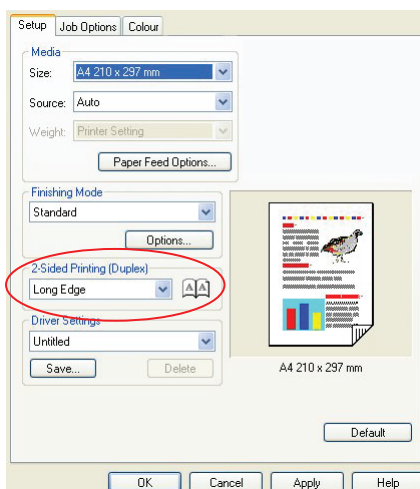 Setup Job Options Colour
Media
Size: A4 210 x 297 mm
Source: Auto
Weight: Printer Setting
Paper Feed Options...
Finishing Mode
Standard
Options...
2-Sided Printing (Duplex)
Long Edge
A A
Driver Settings
Untitled
Save... Delete
A4 210 x 297 mm
Default
OK Cancel Apply Help